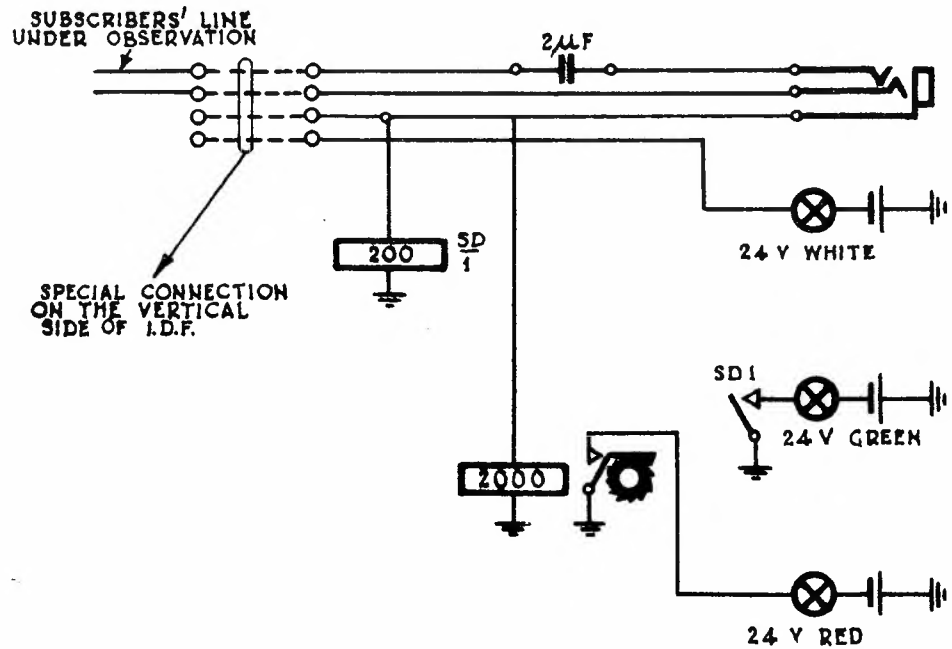 SUBSCRIBERS' LINE
UNDER OBSERVATION
2µF
24 V WHITE
200
SD
1
SPECIAL CONNECTION
ON THE VERTICAL
SIDE OF I.D.F.
SD1
24 V GREEN
2000
24 V RED